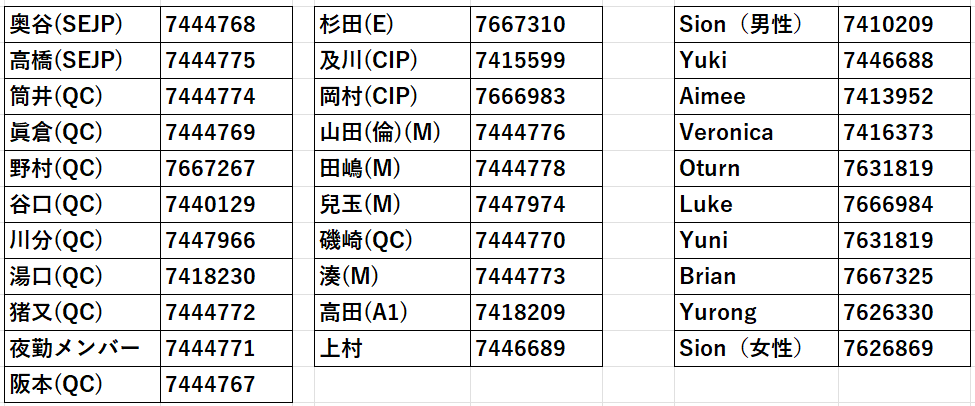 奥谷(SEJP) 7444768 杉田(E) 7667310 Sion（男性） 7410209
高橋(SEJP) 7444775 及川(CIP) 7415599 Yuki 7446688
筒井(QC) 7444774 岡村(CIP) 7666983 Aimee 7413952
眞倉(QC) 7444769 山田(倫)(M) 7444776 Veronica 7416373
野村(QC) 7667267 田嶋(M) 7444778 Oturn 7631819
谷口(QC) 7440129 兒玉(M) 7447974 Luke 7666984
川分(QC) 7447966 磯崎(QC) 7444770 Yuni 7631819
湯口(QC) 7418230 湊(M) 7444773 Brian 7667325
猪又(QC) 7444772 高田(A1) 7418209 Yurong 7626330
夜勤メンバー 7444771 上村 7446689 Sion（女性） 7626869
阪本(QC) 7444767